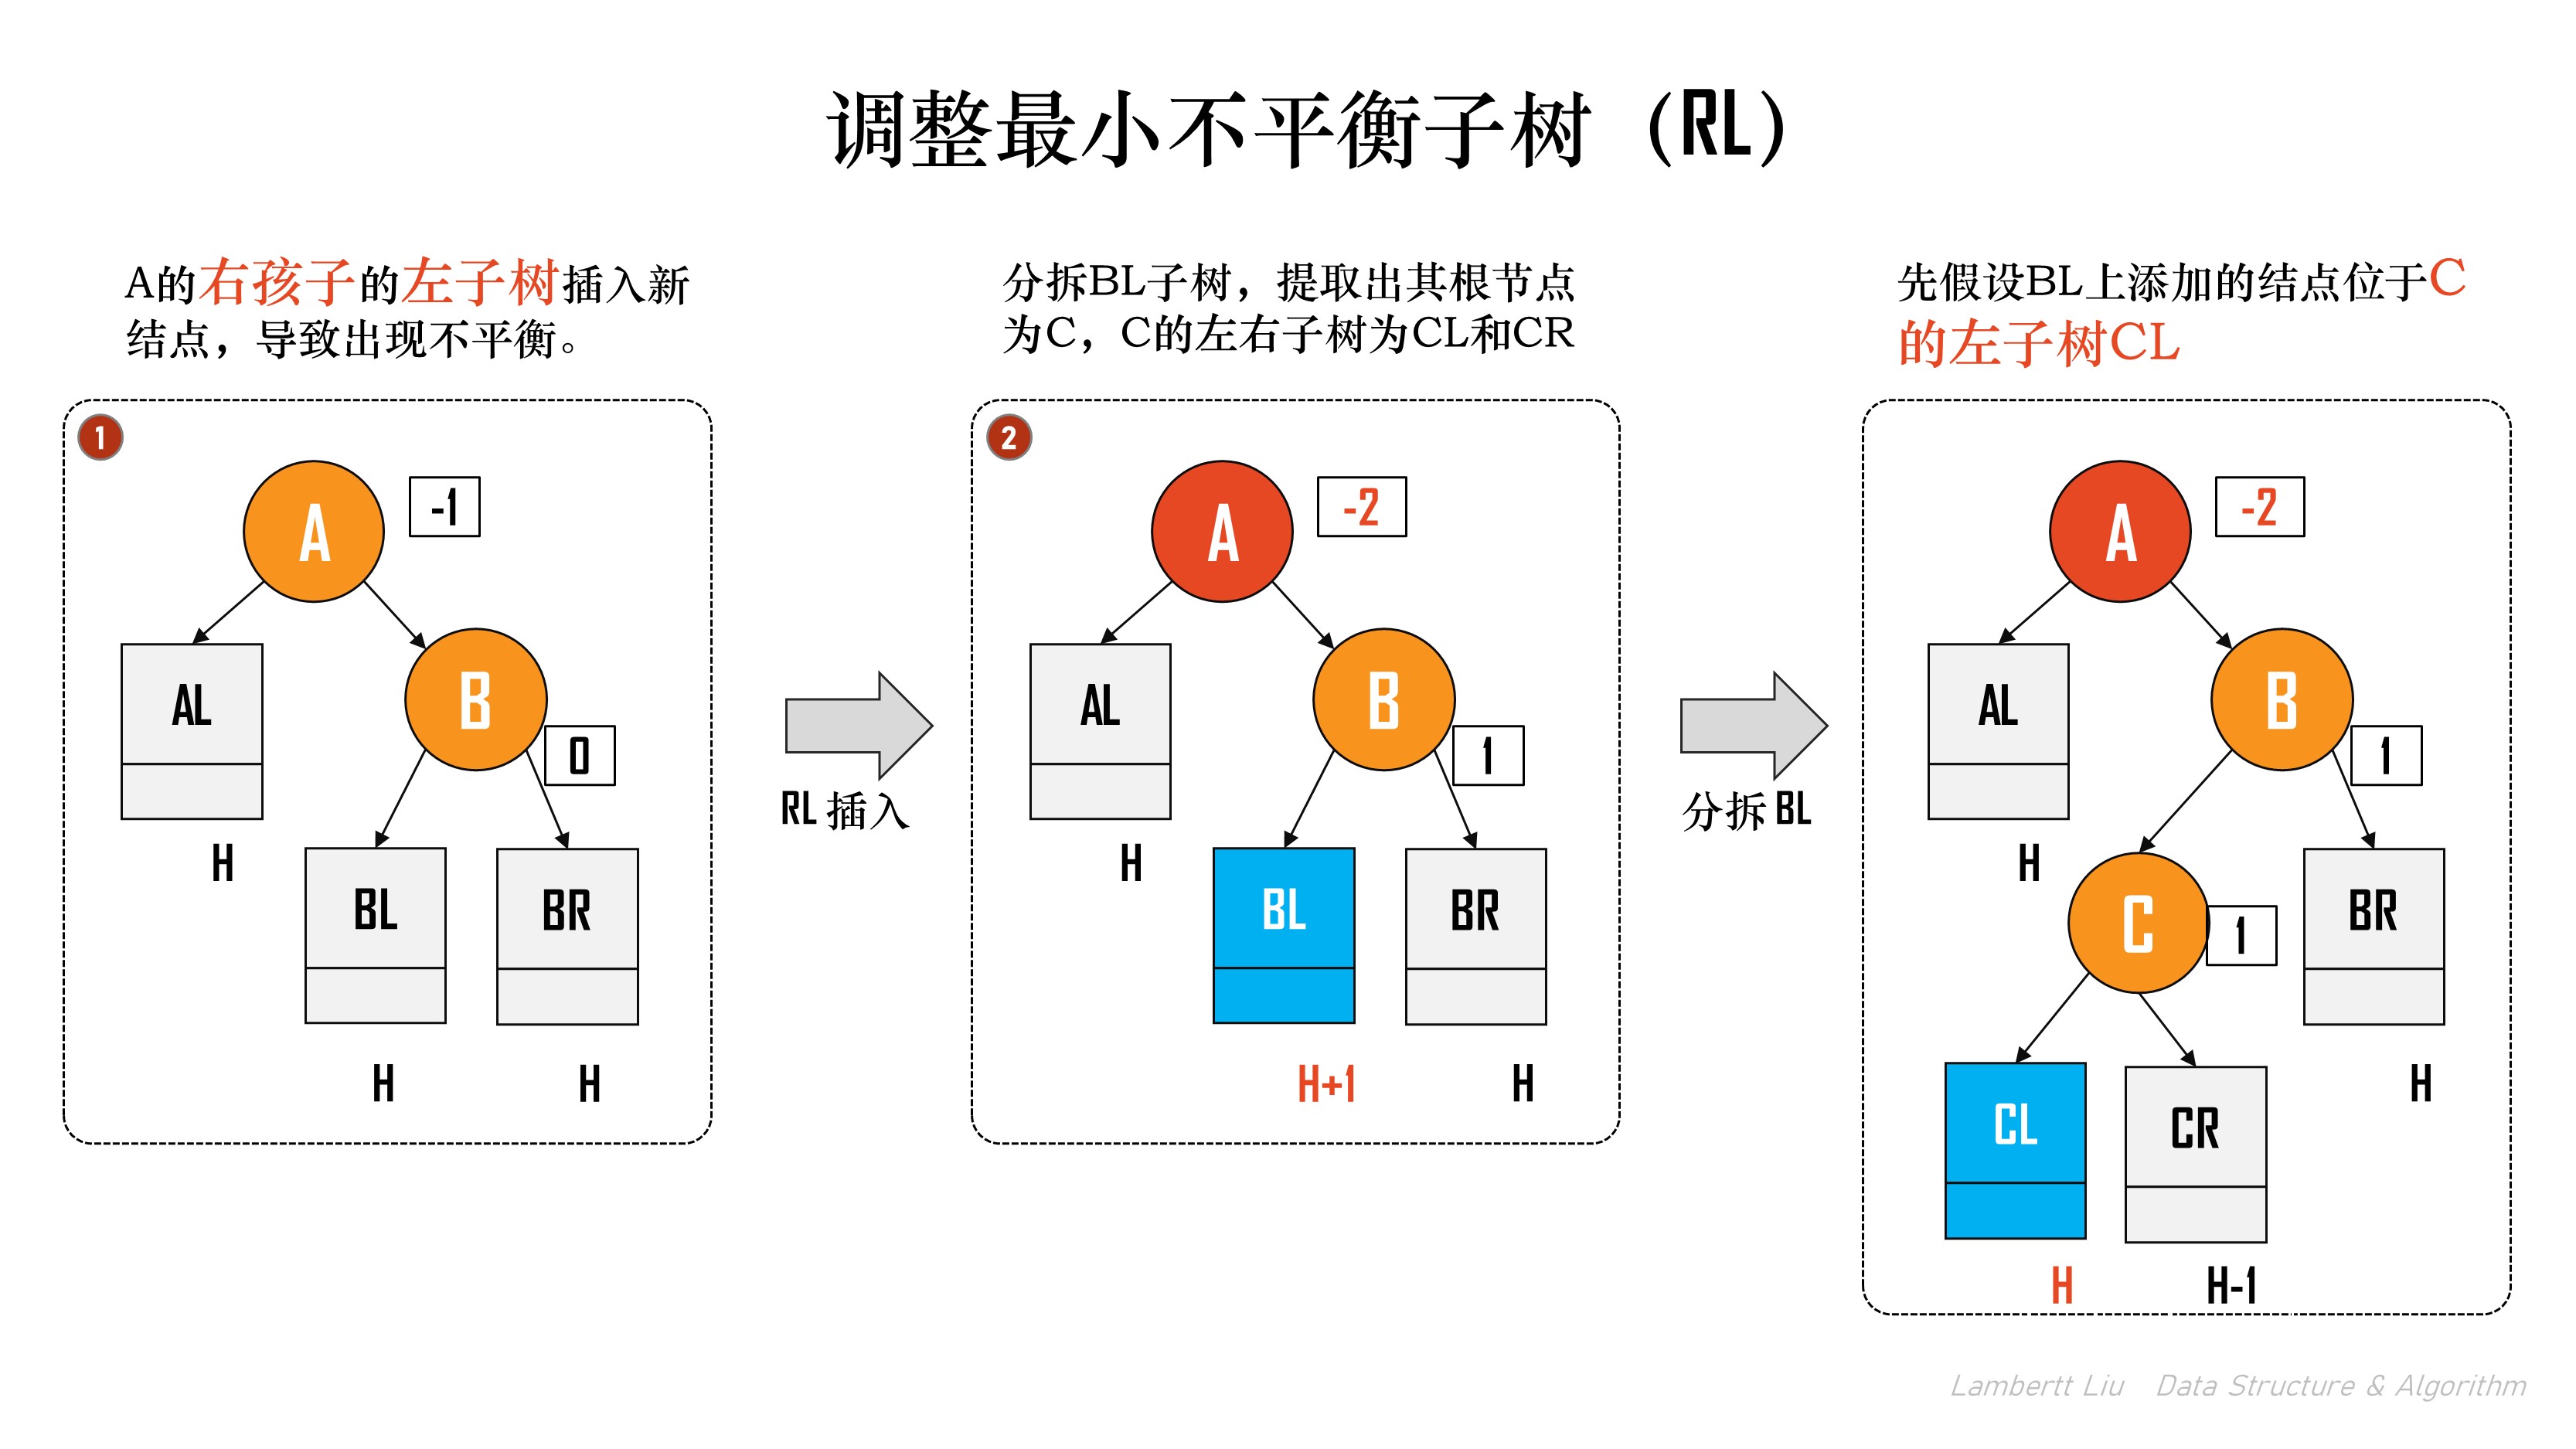 调整最小不平衡子树（RL）
A的右孩子的左子树插入新
结点，导致出现不平衡。
分拆BL子树，提取出其根节点
为C，C的左右子树为CL和CR
先假设BL上添加的结点位于C
的左子树CL
1
A
-1
AL
B
0
H
BL
BR
H
H
RL 插入
2
A
-2
AL
B
1
H
BL
BR
H+1
H
分拆 BL
A
-2
AL
B
1
H
C
1
BR
CL
CR
H
H
H-1
Lambertt Liu Data Structure & Algorithm